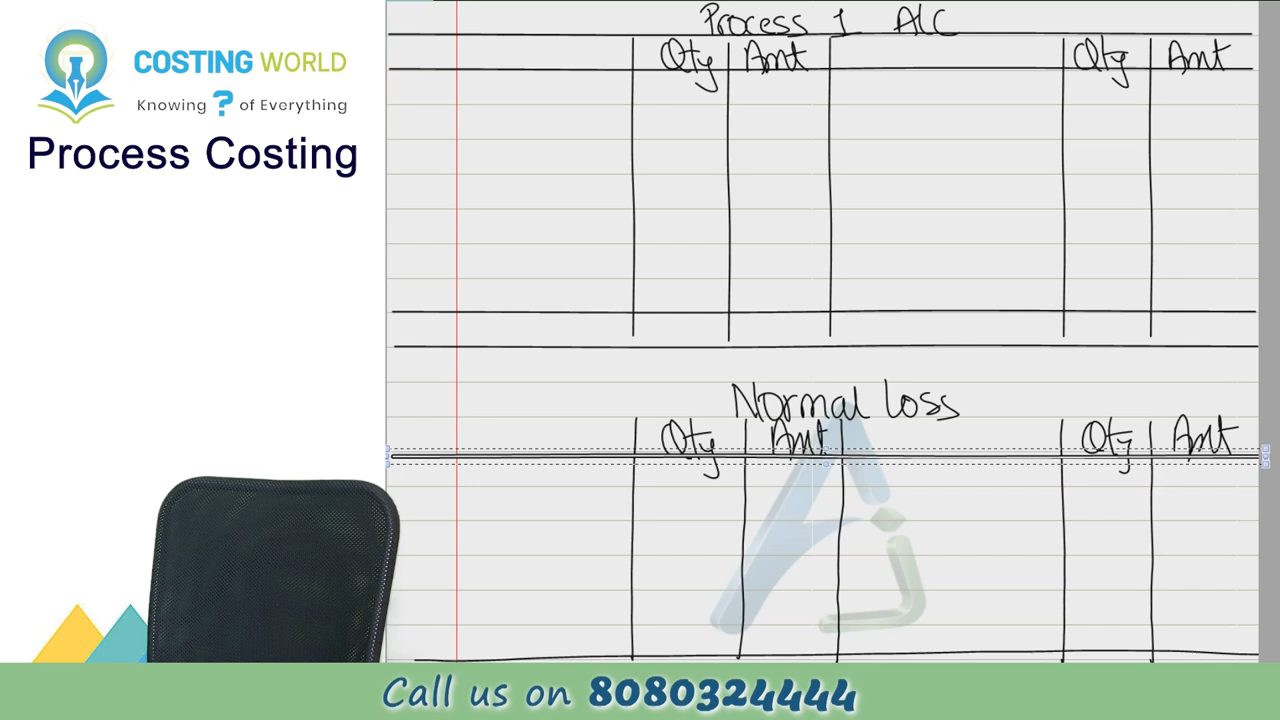 COSTING WORLD
Knowing ? of Everything
Process Costing
Process 1 A/C
Qty Amt Qty Amt
Normal Loss
Qty Amt Qty Amt
Call us on 8080324444